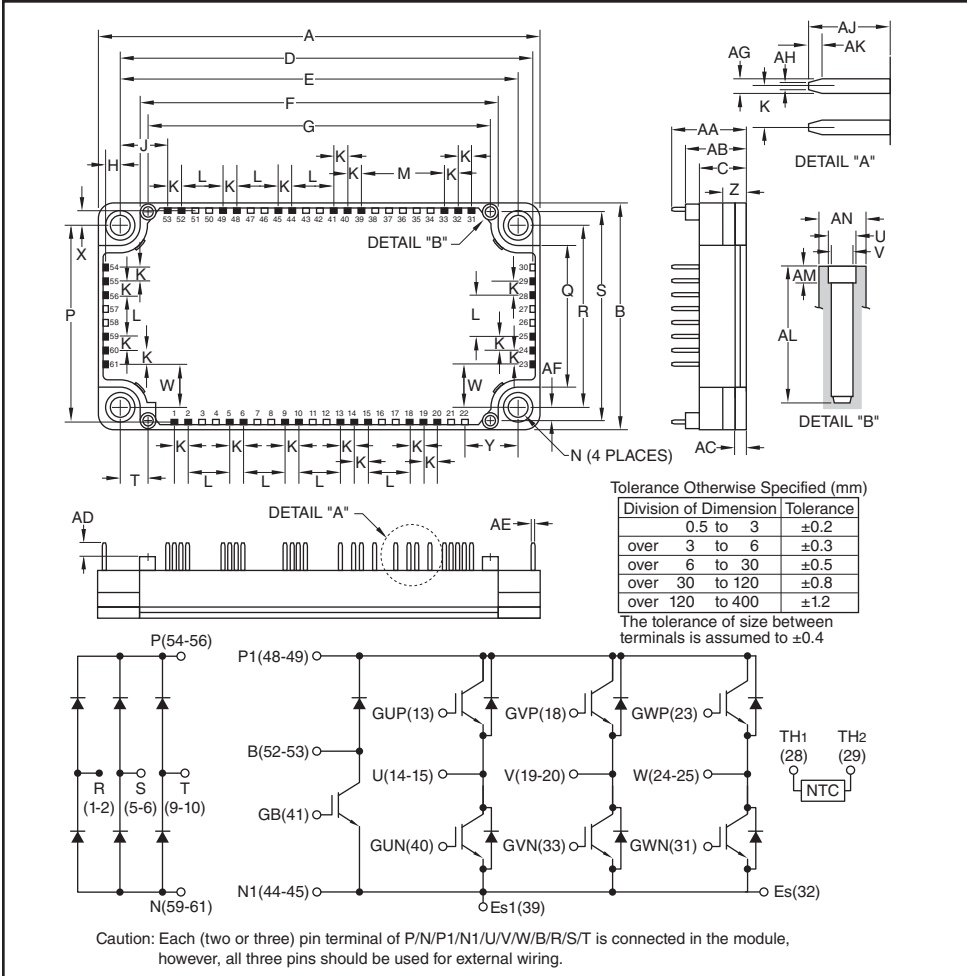 A
D
E
F
G
H
J
K
L
K
L
K
L
K
K
M
K
K
53 52 51 50 49 48 47 46 45 44 43 42 41 40 39 38 37 36 35 34 33 32 31
DETAIL "B"
X
P
54
55
56
57
58
59
60
61
K
K
L
K
K
W
30
29
28
27
26
25
24
23
K
L
K
K
W
Q
R
S
B
AF
1 2 3 4 5 6 7 8 9 10 11 12 13 14 15 16 17 18 19 20 21 22
K
K
K
K
K
K
K
Y
T
L
L
L
L
N (4 PLACES)
AA
AB
C
Z
AC
AJ
AK
AG
AH
K
DETAIL "A"
AN
U
V
AM
AL
DETAIL "B"
AD
DETAIL "A"
AE
Tolerance Otherwise Specified (mm)
Division of Dimension Tolerance
0.5 to 3 ±0.2
over 3 to 6 ±0.3
over 6 to 30 ±0.5
over 30 to 120 ±0.8
over 120 to 400 ±1.2
The tolerance of size between
terminals is assumed to ±0.4
P(54-56)
R
(1-2)
S
(5-6)
T
(9-10)
N(59-61)
P1(48-49)
B(52-53)
GB(41)
N1(44-45)
GUP(13)
GVP(18)
GWP(23)
U(14-15)
V(19-20)
W(24-25)
GUN(40)
GVN(33)
GWN(31)
Es1(39)
Es(32)
TH1
(28)
TH2
(29)
NTC
Caution: Each (two or three) pin terminal of P/N/P1/N1/U/V/W/B/R/S/T is connected in the module,
however, all three pins should be used for external wiring.